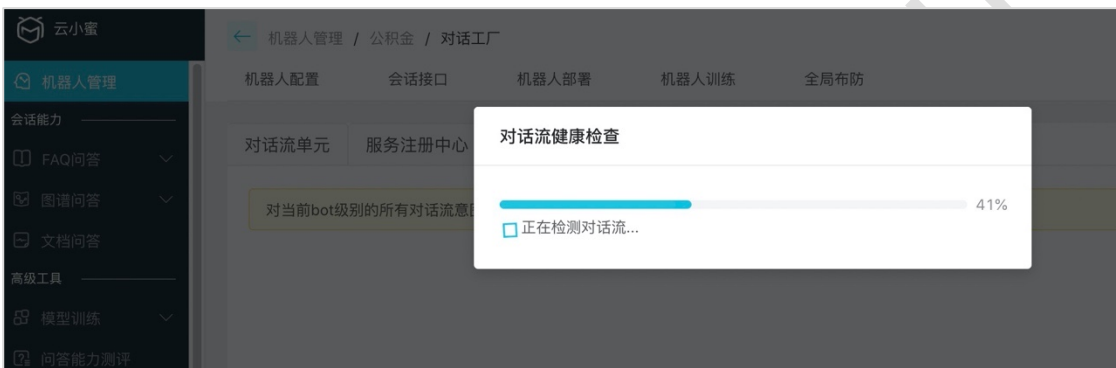 云小蜜
← 机器人管理 / 公积金 / 对话工厂
机器人管理
机器人配置 会话接口 机器人部署 机器人训练 全局布防
会话能力
对话流单元 服务注册中心
对话流健康检查
FAQ问答
图谱问答
对当前bot级别的所有对话流意
41%
正在检测对话流...
文档问答
高级工具
模型训练
问答能力测评